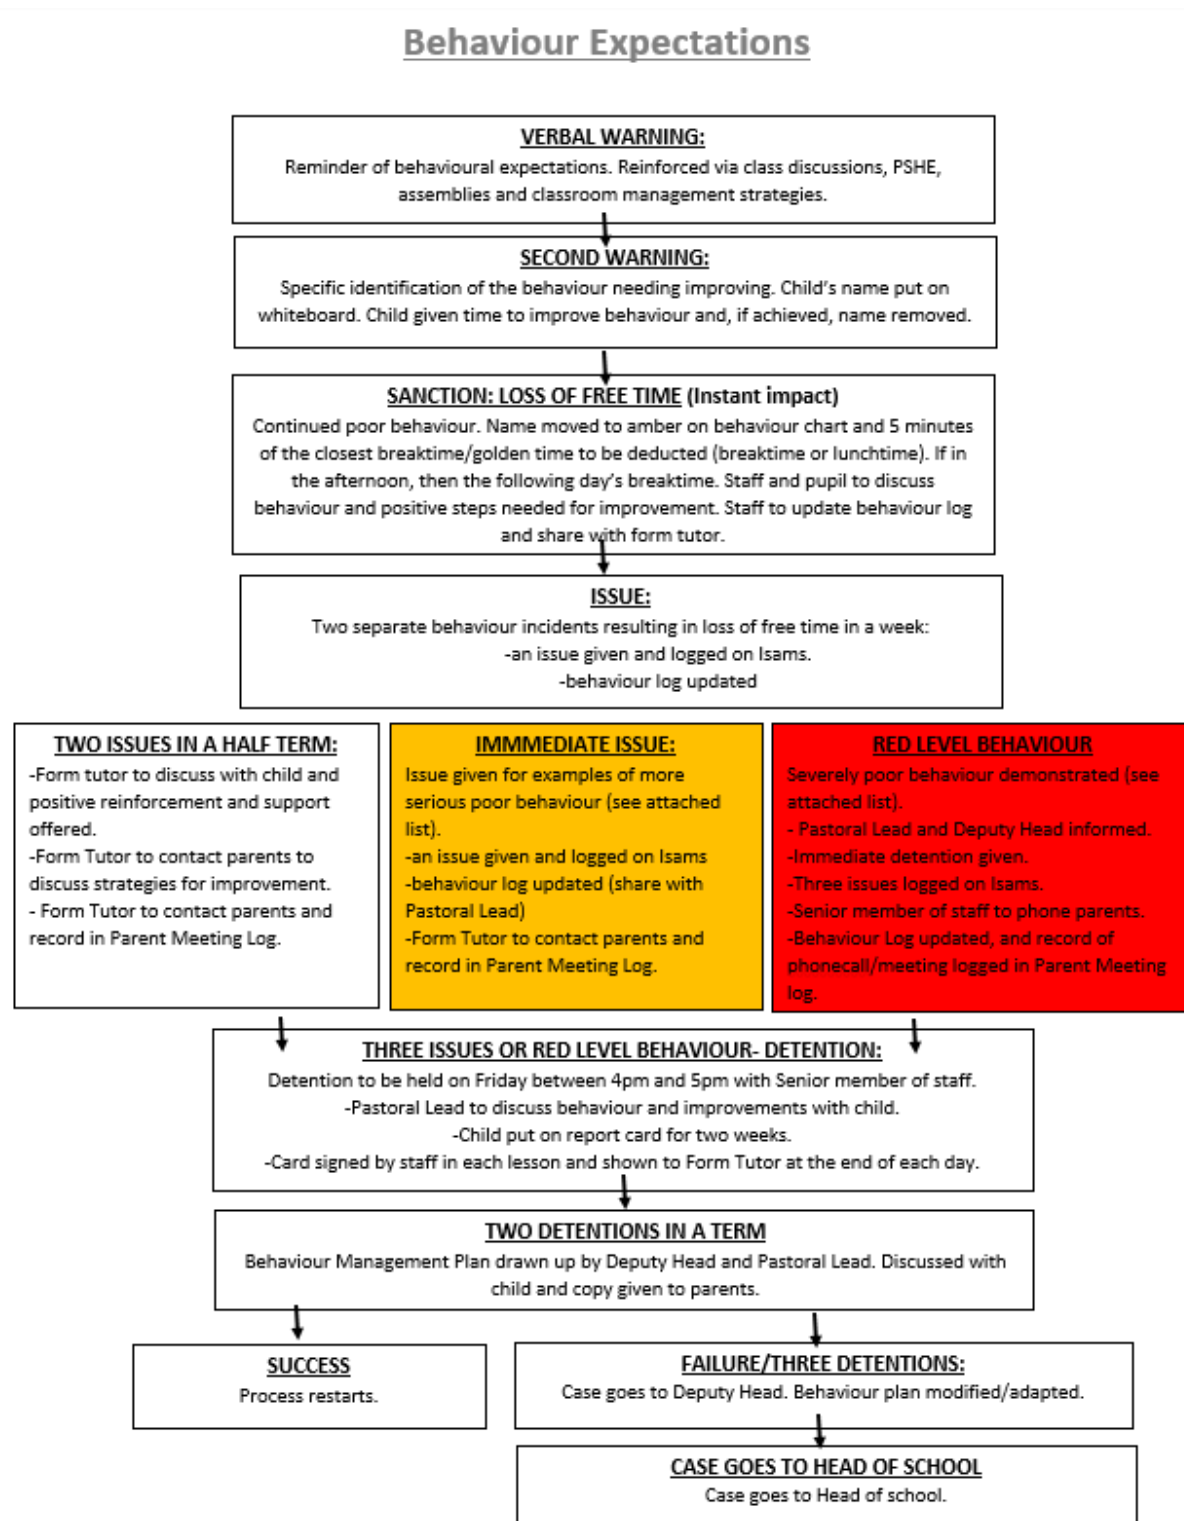 Behaviour Expectations
VERBAL WARNING:
Reminder of behavioural expectations. Reinforced via class discussions, PSHE,
assemblies and classroom management strategies.
SECOND WARNING:
Specific identification of the behaviour needing improving. Child's name put on
whiteboard. Child given time to improve behaviour and, if achieved, name removed.
SANCTION: LOSS OF FREE TIME (Instant impact)
Continued poor behaviour. Name moved to amber on behaviour chart and 5 minutes
of the closest breaktime/golden time to be deducted (breaktime or lunchtime). If in
the afternoon, then the following day's breaktime. Staff and pupil to discuss
behaviour and positive steps needed for improvement. Staff to update behaviour log
and share with form tutor.
ISSUE:
Two separate behaviour incidents resulting in loss of free time in a week:
-an issue given and logged on Isams.
-behaviour log updated
TWO ISSUES IN A HALF TERM:
-Form tutor to discuss with child and
positive reinforcement and support
offered.
-Form Tutor to contact parents to
discuss strategies for improvement.
- Form Tutor to contact parents and
record in Parent Meeting Log.
IMMMEDIATE ISSUE:
Issue given for examples of more
serious poor behaviour (see attached
list).
-an issue given and logged on Isams
-behaviour log updated (share with
Pastoral Lead)
-Form Tutor to contact parents and
record in Parent Meeting Log.
RED LEVEL BEHAVIOUR
Severely poor behaviour demonstrated (see
attached list).
- Pastoral Lead and Deputy Head informed.
-Immediate detention given.
-Three issues logged on Isams.
-Senior member of staff to phone parents.
-Behaviour Log updated, and record of
phonecall/meeting logged in Parent Meeting
log.
THREE ISSUES OR RED LEVEL BEHAVIOUR- DETENTION:
Detention to be held on Friday between 4pm and 5pm with Senior member of staff.
-Pastoral Lead to discuss behaviour and improvements with child.
-Child put on report card for two weeks.
-Card signed by staff in each lesson and shown to Form Tutor at the end of each day.
TWO DETENTIONS IN A TERM
Behaviour Management Plan drawn up by Deputy Head and Pastoral Lead. Discussed with
child and copy given to parents.
SUCCESS
Process restarts.
FAILURE/THREE DETENTIONS:
Case goes to Deputy Head. Behaviour plan modified/adapted.
CASE GOES TO HEAD OF SCHOOL
Case goes to Head of school.